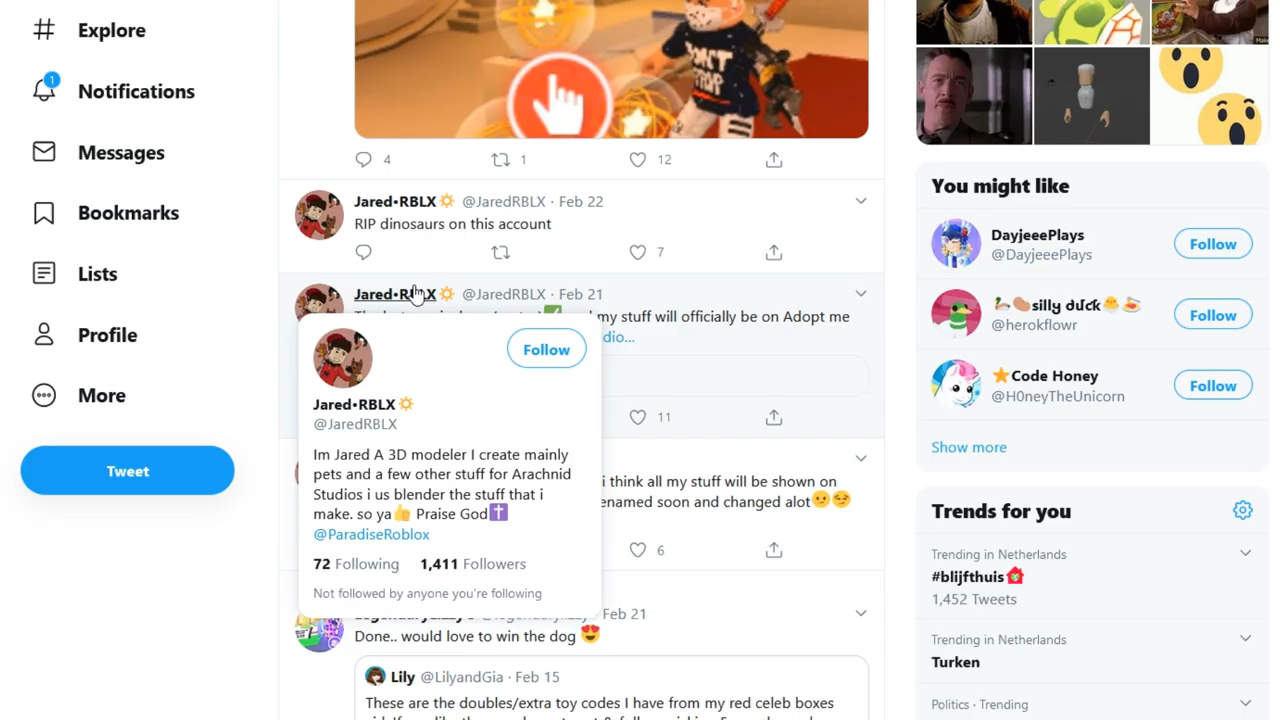 Explore
1
Notifications
Messages
Bookmarks
Lists
Profile
More
Tweet
DON'T
STOP
4
1
12
Jared•RBLX🔅 @JaredRBLX · Feb 22
RIP dinosaurs on this account
7
Jared•RBLX🔅 @JaredRBLX · Feb 21
my stuff will officially be on Adopt me
dio...
11
Follow
Jared•RBLX🔅
@JaredRBLX
Im Jared A 3D modeler I create mainly
pets and a few other stuff for Arachnid
Studios i us blender the stuff that i
make. so ya👍 Praise God✝️
@ParadiseRoblox
72 Following 1,411 Followers
Not followed by anyone you're following
i think all my stuff will be shown on
enamed soon and changed alot😕😏
6
Feb 21
Done.. would love to win the dog 😍
Lily @LilyandGia · Feb 15
These are the doubles/extra toy codes I have from my red celeb boxes
You might like
DayjeeePlays
@DayjeeePlays
Follow
🦢🥜silly ∂υƈƙ🐣🍝
@herokflowr
Follow
⭐Code Honey
@H0neyTheUnicorn
Follow
Show more
Trends for you
Trending in Netherlands
#blijfthuis🏠
1,452 Tweets
Trending in Netherlands
Turken
Politics · Trending